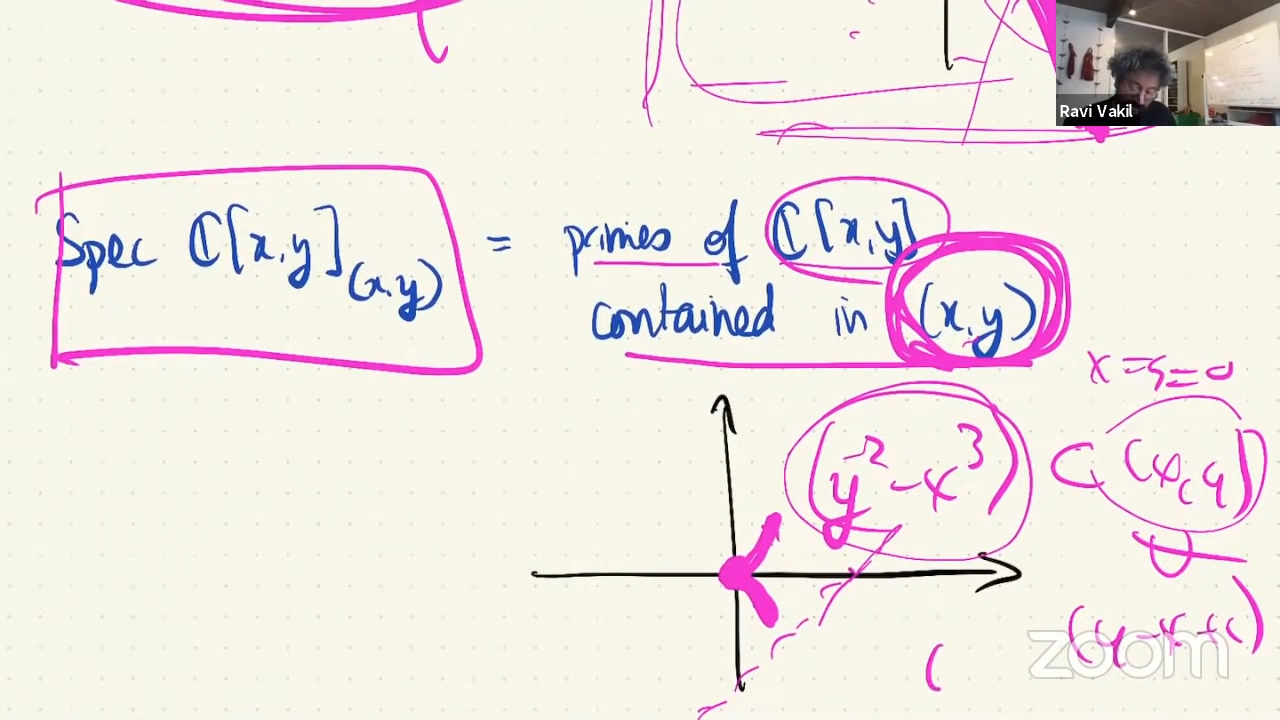 Ravi Vakil
Spec ℂ[x,y]_(x,y) = primes of ℂ[x,y]
contained in (x,y)
x=y=0
(y²-x³) ⊂ (x,y)
zoom